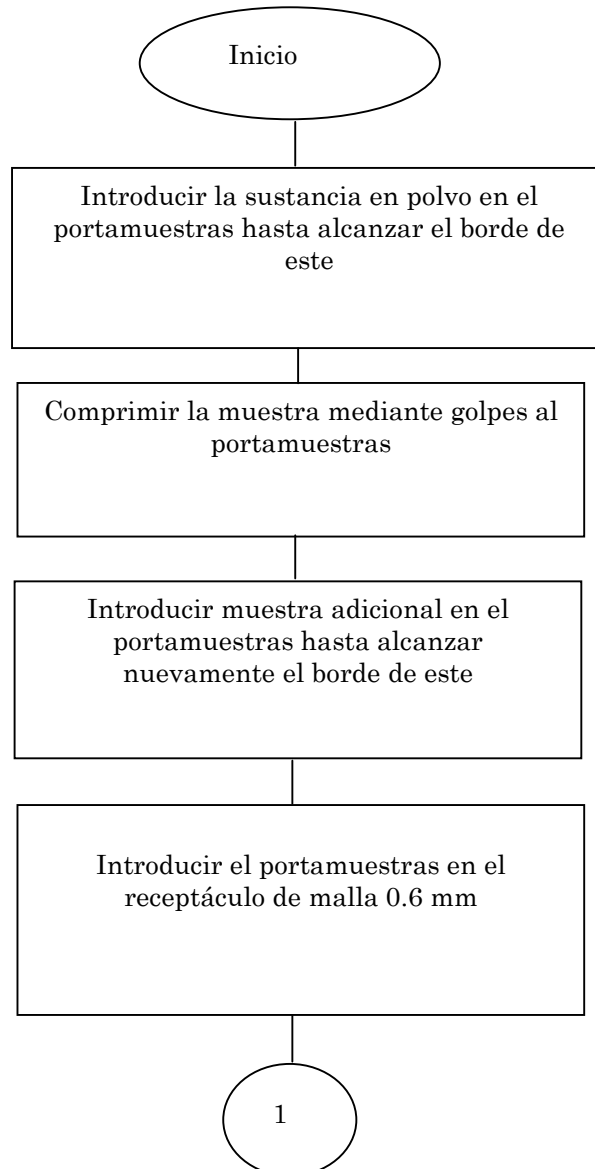 Inicio
Introducir la sustancia en polvo en el
portamuestras hasta alcanzar el borde de
este
Comprimir la muestra mediante golpes al
portamuestras
Introducir muestra adicional en el
portamuestras hasta alcanzar
nuevamente el borde de este
Introducir el portamuestras en el
receptáculo de malla 0.6 mm
1